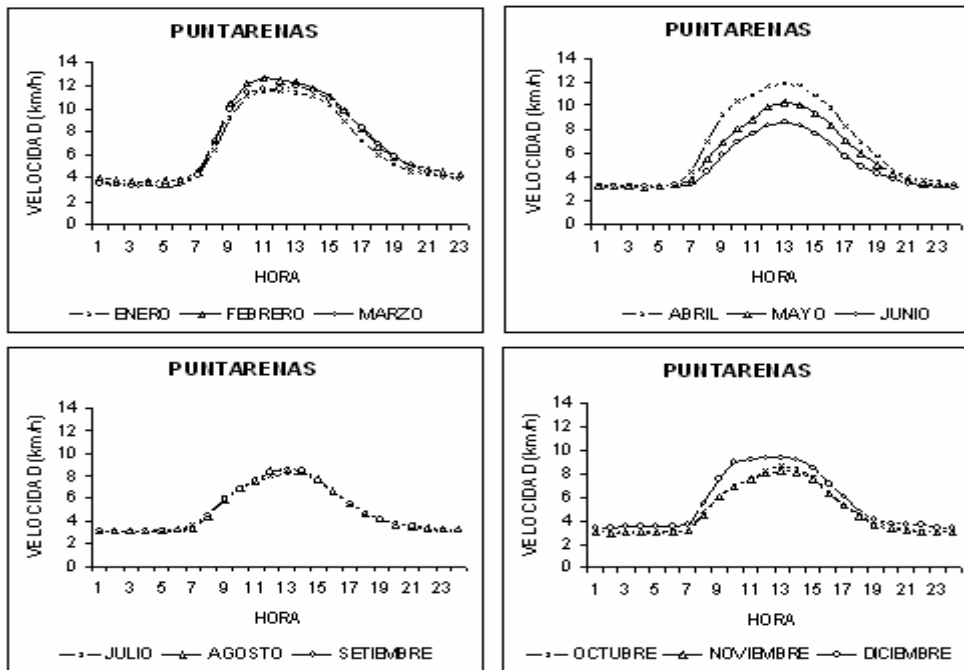 PUNTARENAS
VELOCIDAD (km/h)
14
12
10
8
6
4
2
0
1 3 5 7 9 11 13 15 17 19 21 23
HORA
ENERO FEBRERO MARZO
PUNTARENAS
VELOCIDAD (km/h)
14
12
10
8
6
4
2
0
1 3 5 7 9 11 13 15 17 19 21 23
HORA
ABRIL MAYO JUNIO
PUNTARENAS
VELOCIDAD (km/h)
14
12
10
8
6
4
2
0
1 3 5 7 9 11 13 15 17 19 21 23
HORA
JULIO AGOSTO SETIEMBRE
PUNTARENAS
VELOCIDAD (km/h)
14
12
10
8
6
4
2
0
1 3 5 7 9 11 13 15 17 19 21 23
HORA
OCTUBRE NOVIEMBRE DICIEMBRE